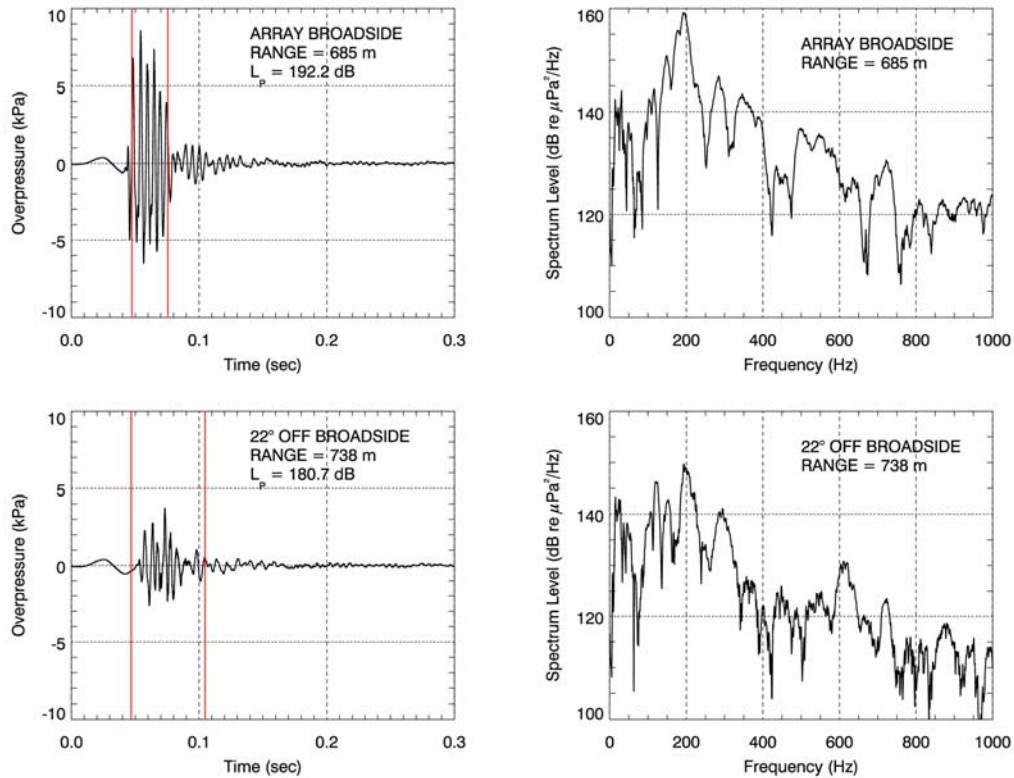 10
5
0
-5
-10
Overpressure (kPa)
ARRAY BROADSIDE
RANGE = 685 m
L_P = 192.2 dB
0.0 0.1 0.2 0.3
Time (sec)
160
140
120
100
Spectrum Level (dB re μPa²/Hz)
ARRAY BROADSIDE
RANGE = 685 m
0 200 400 600 800 1000
Frequency (Hz)
10
5
0
-5
-10
Overpressure (kPa)
22° OFF BROADSIDE
RANGE = 738 m
L_P = 180.7 dB
0.0 0.1 0.2 0.3
Time (sec)
160
140
120
100
Spectrum Level (dB re μPa²/Hz)
22° OFF BROADSIDE
RANGE = 738 m
0 200 400 600 800 1000
Frequency (Hz)